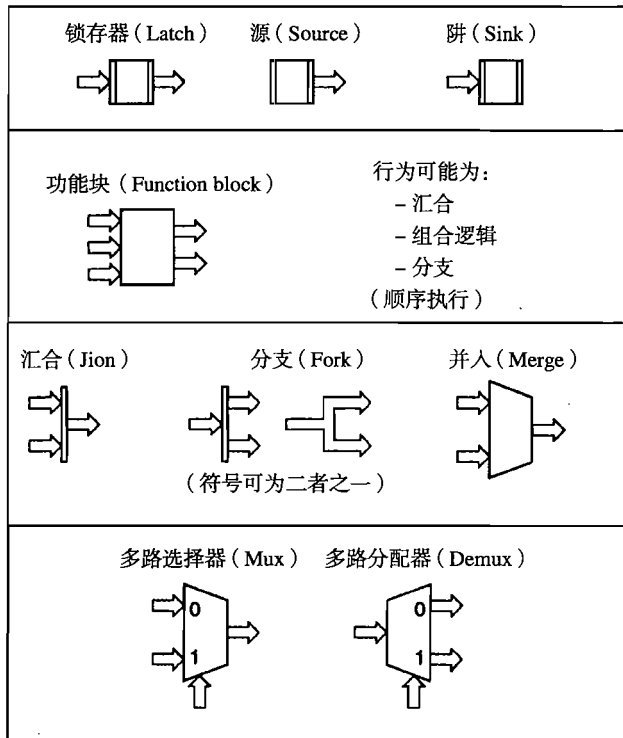 锁存器（Latch） 源（Source） 阱（Sink）
功能块（Function block）
行为可能为：
– 汇合
– 组合逻辑
– 分支
（顺序执行）
汇合（Jion） 分支（Fork） 并入（Merge）
（符号可为二者之一）
多路选择器（Mux） 多路分配器（Demux）
0 0
1 1